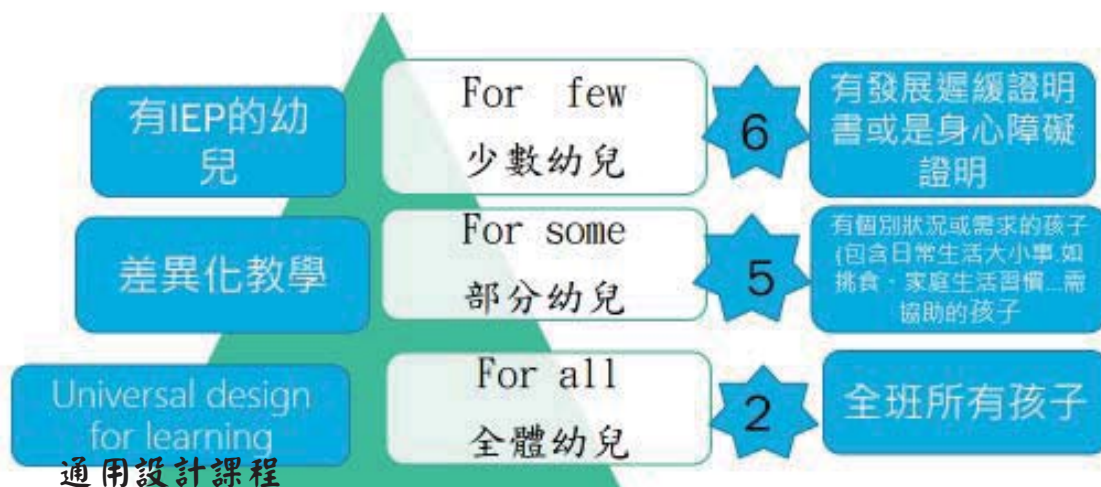 有IEP的幼
兒
For few
少數幼兒
6
有發展遲緩證明
書或是身心障礙
證明
差異化教學
For some
部分幼兒
5
有個別狀況或需求的孩子
(包含日常生活大小事.如
挑食、家庭生活習慣...需
協助的孩子
Universal design
for learning
通用設計課程
For all
全體幼兒
2
全班所有孩子